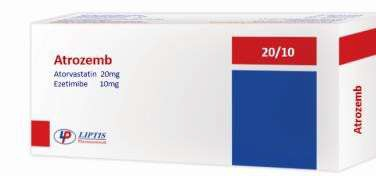 Atrozemb
Atorvastatin 20mg
Ezetimibe 10mg
20/10
LIPTIS
Atrozemb